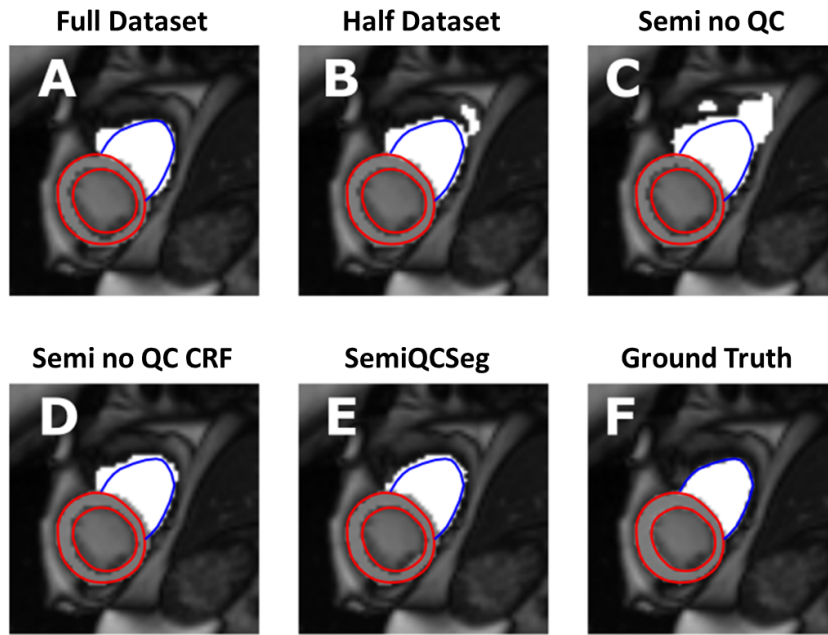 Full Dataset
Half Dataset
Semi no QC
A
B
C
Semi no QC CRF
SemiQCSeg
Ground Truth
D
E
F